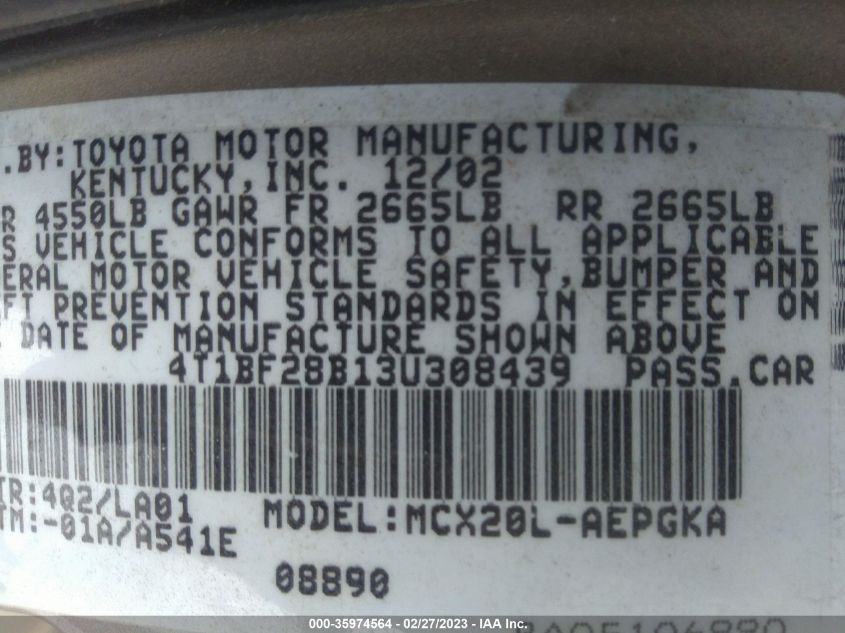 .BY:TOYOTA MOTOR MANUFACTURING,
KENTUCKY,INC. 12/02
R 4550LB GAWR FR 2665LB RR 2665LB
S VEHICLE CONFORMS TO ALL APPLICABLE
ERAL MOTOR VEHICLE SAFETY,BUMPER AND
FT PREVENTION STANDARDS IN EFFECT ON
DATE OF MANUFACTURE SHOWN ABOVE
4T1BF28B13U308439 PASS.CAR
TR:4Q2/LA01
TM:-01A/A541E MODEL:MCX20L-AEPGKA
08890
000-35974564 - 02/27/2023 - IAAI Inc.